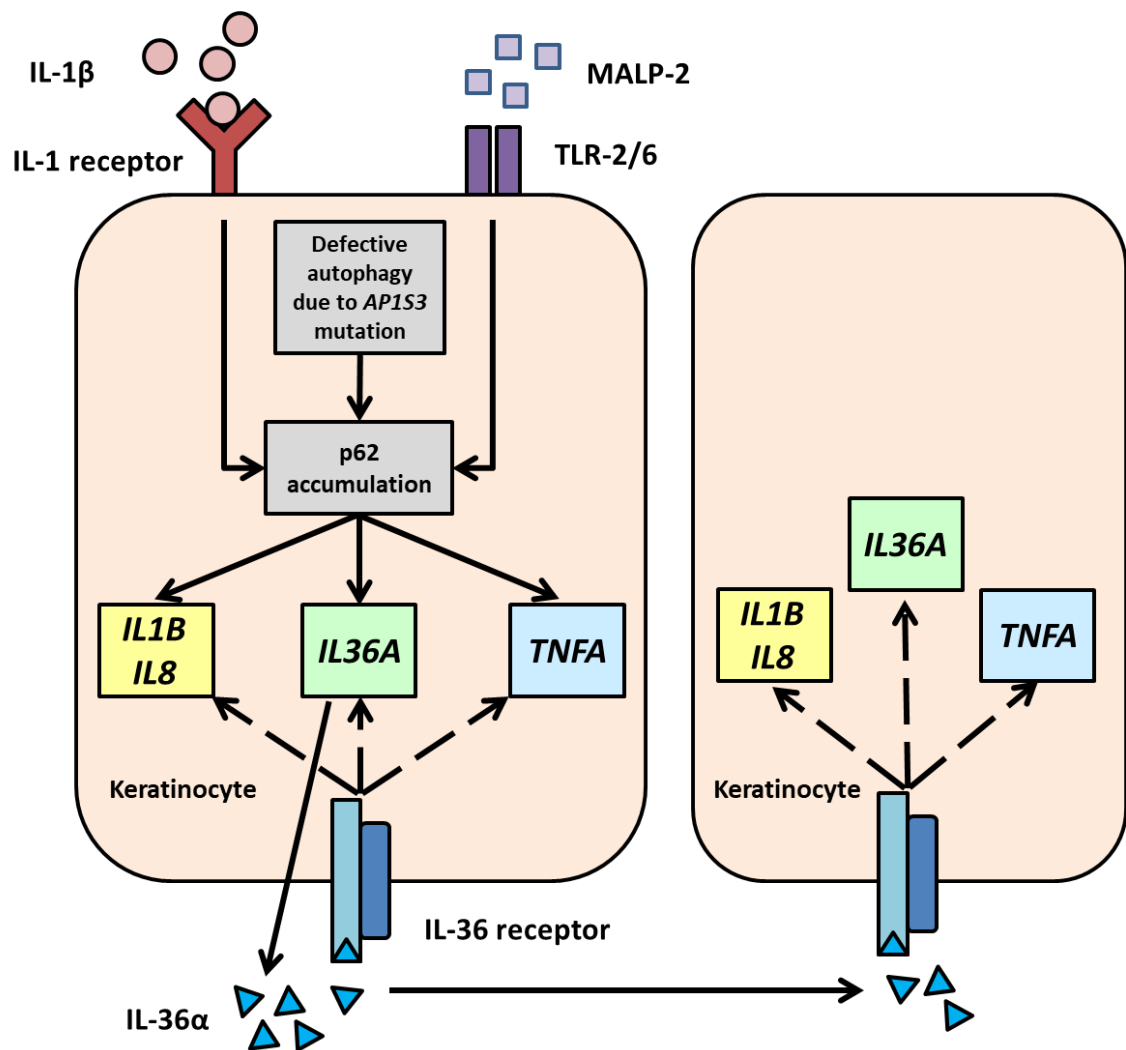 IL-1β
MALP-2
IL-1 receptor
TLR-2/6
Defective
autophagy
due to AP1S3
mutation
p62
accumulation
IL1B
IL8
IL36A
TNFA
Keratinocyte
IL36A
IL1B
IL8
TNFA
Keratinocyte
IL-36 receptor
IL-36α